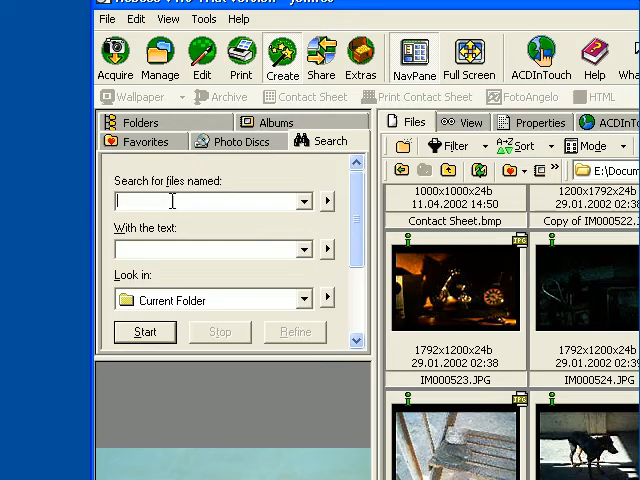 File Edit View Tools Help
Acquire Manage Edit Print Create Share Extras NavPane Full Screen ACDInTouch Help
Wallpaper Archive Contact Sheet Print Contact Sheet FotoAngelo HTML
Folders Albums
Favorites Photo Discs Search
Files View Properties
Filter Sort Mode
Search for files named:
With the text:
Look in:
Current Folder
Start Stop Refine
1000x1000x24b
11.04.2002 14:50
Contact Sheet.bmp
1200x1792x24b
29.01.2002 02:38
1792x1200x24b
29.01.2002 02:38
IM000523.JPG
IM000524.JPG
JPG
JPG